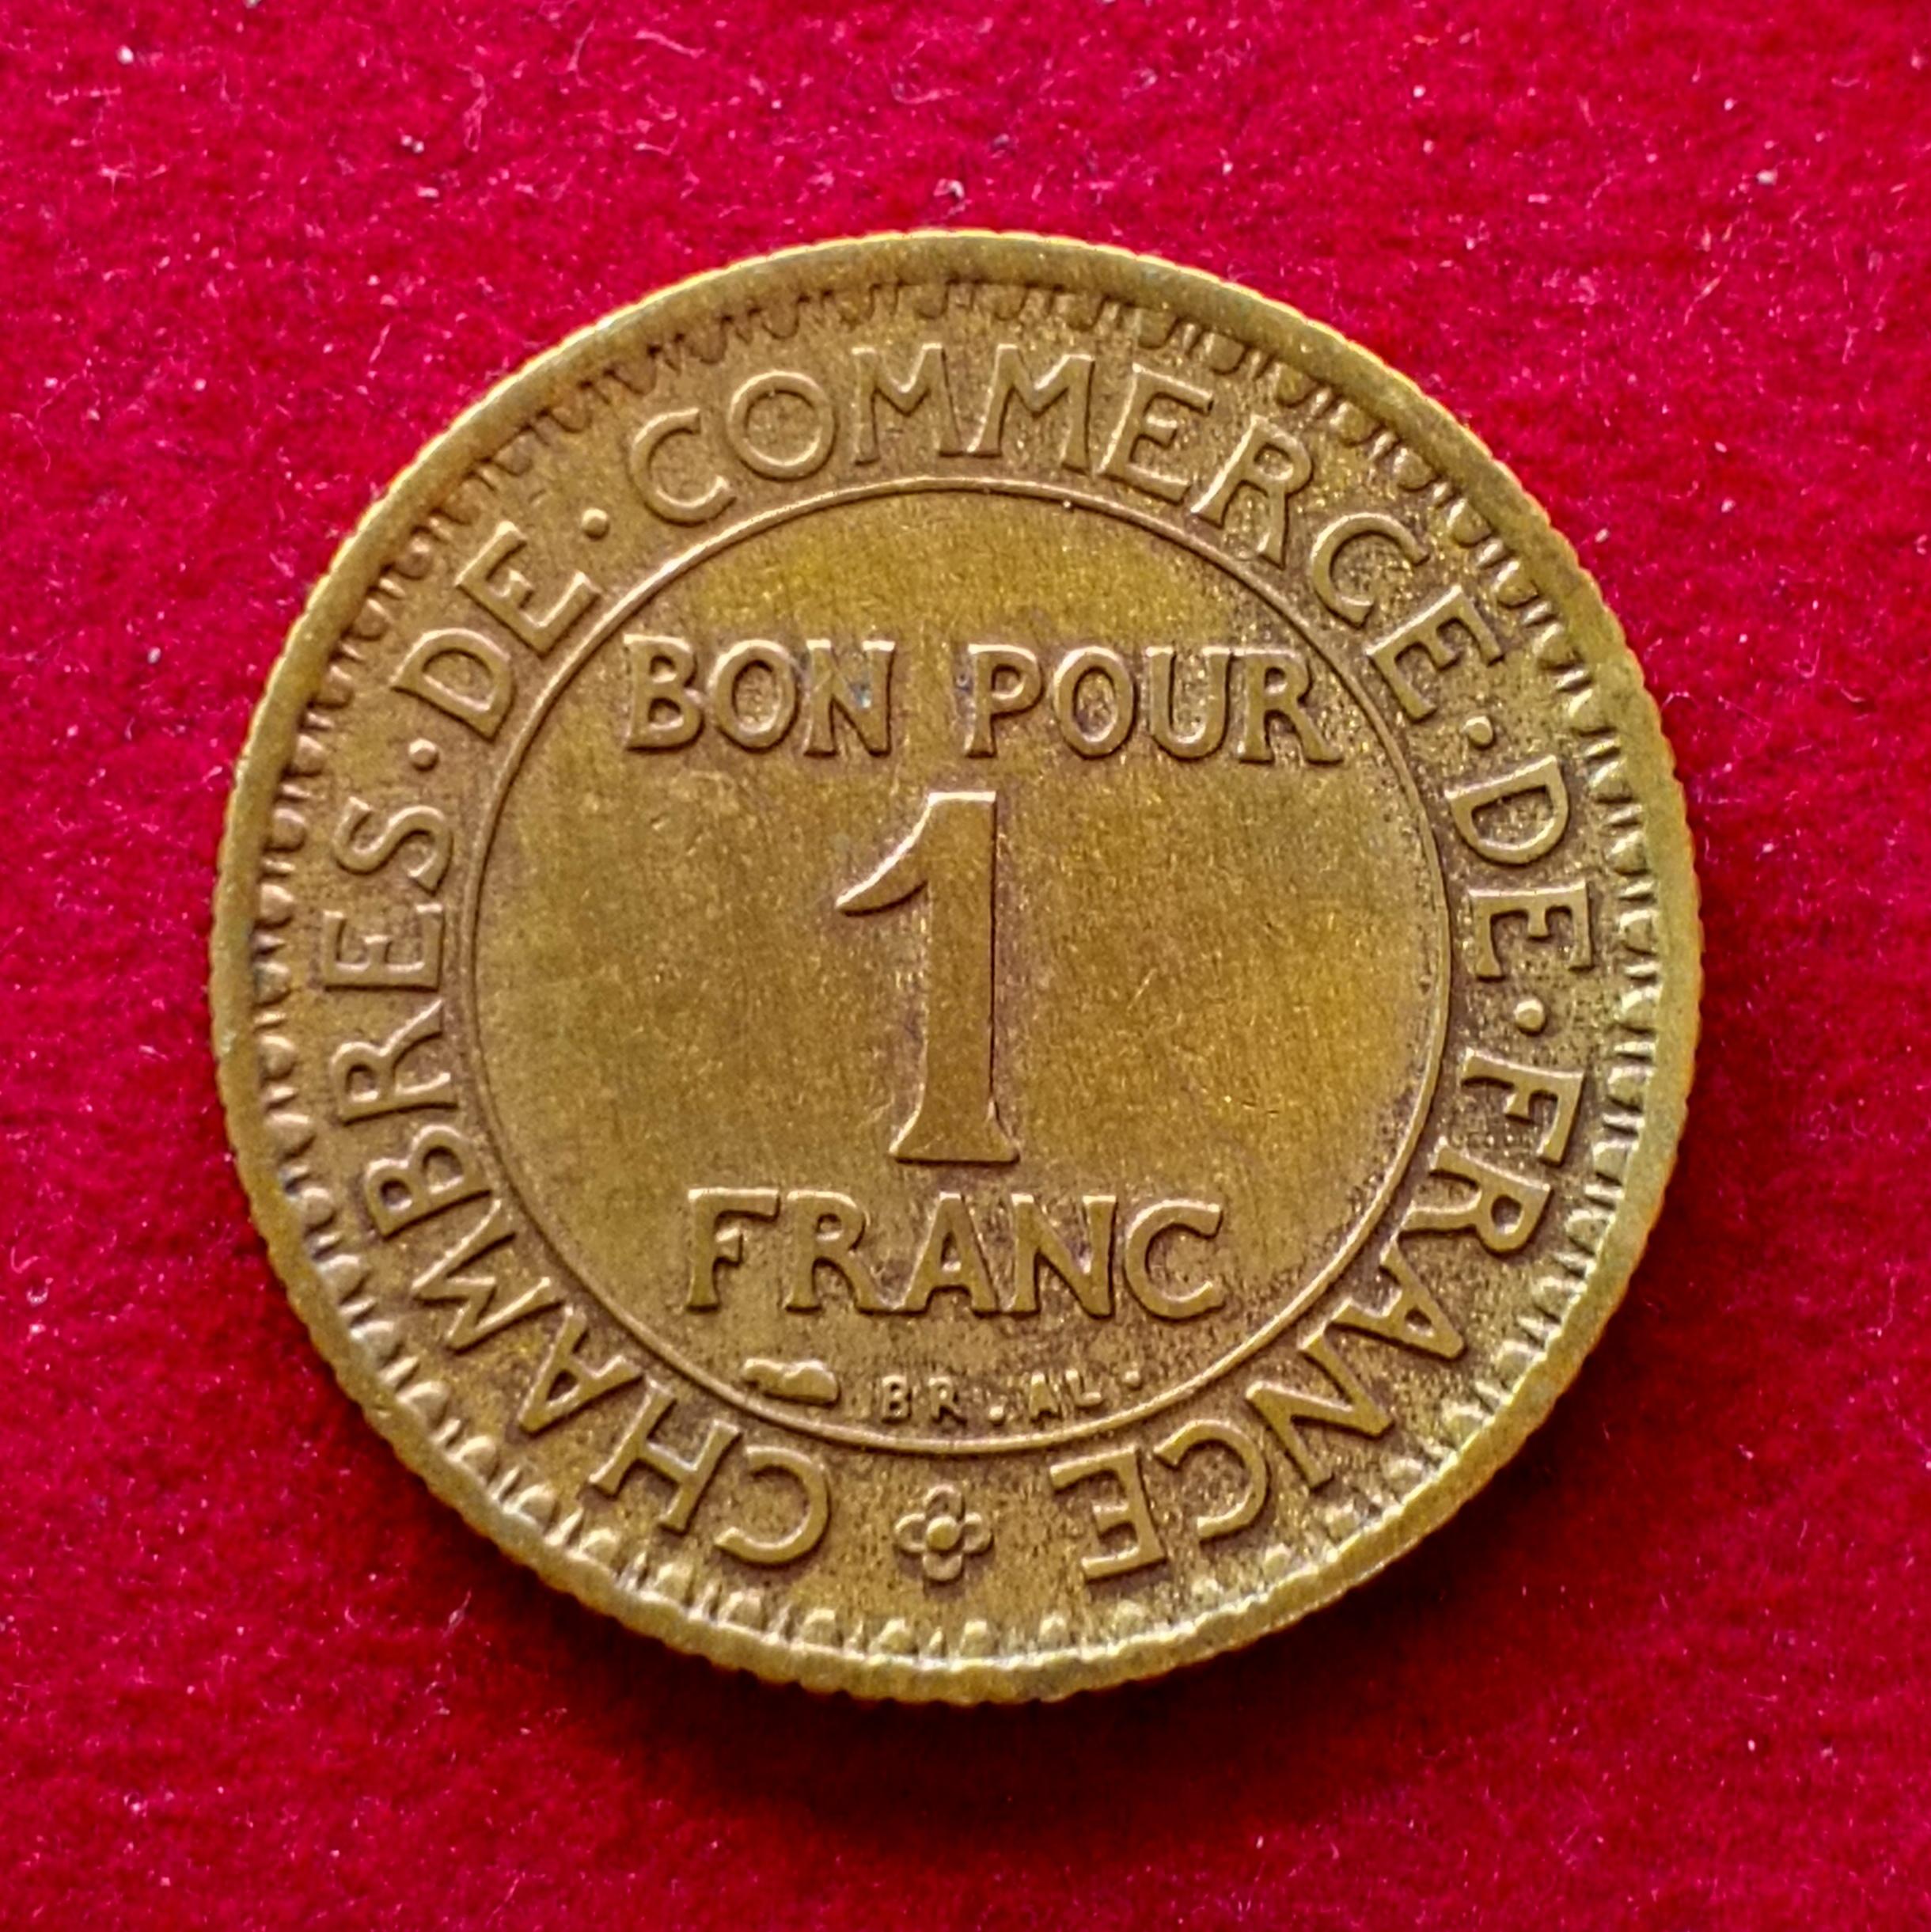 CHAMBRES·DE·COMMERCE·DE·FRANCE
BON POUR
1
FRANC
BR.AL.